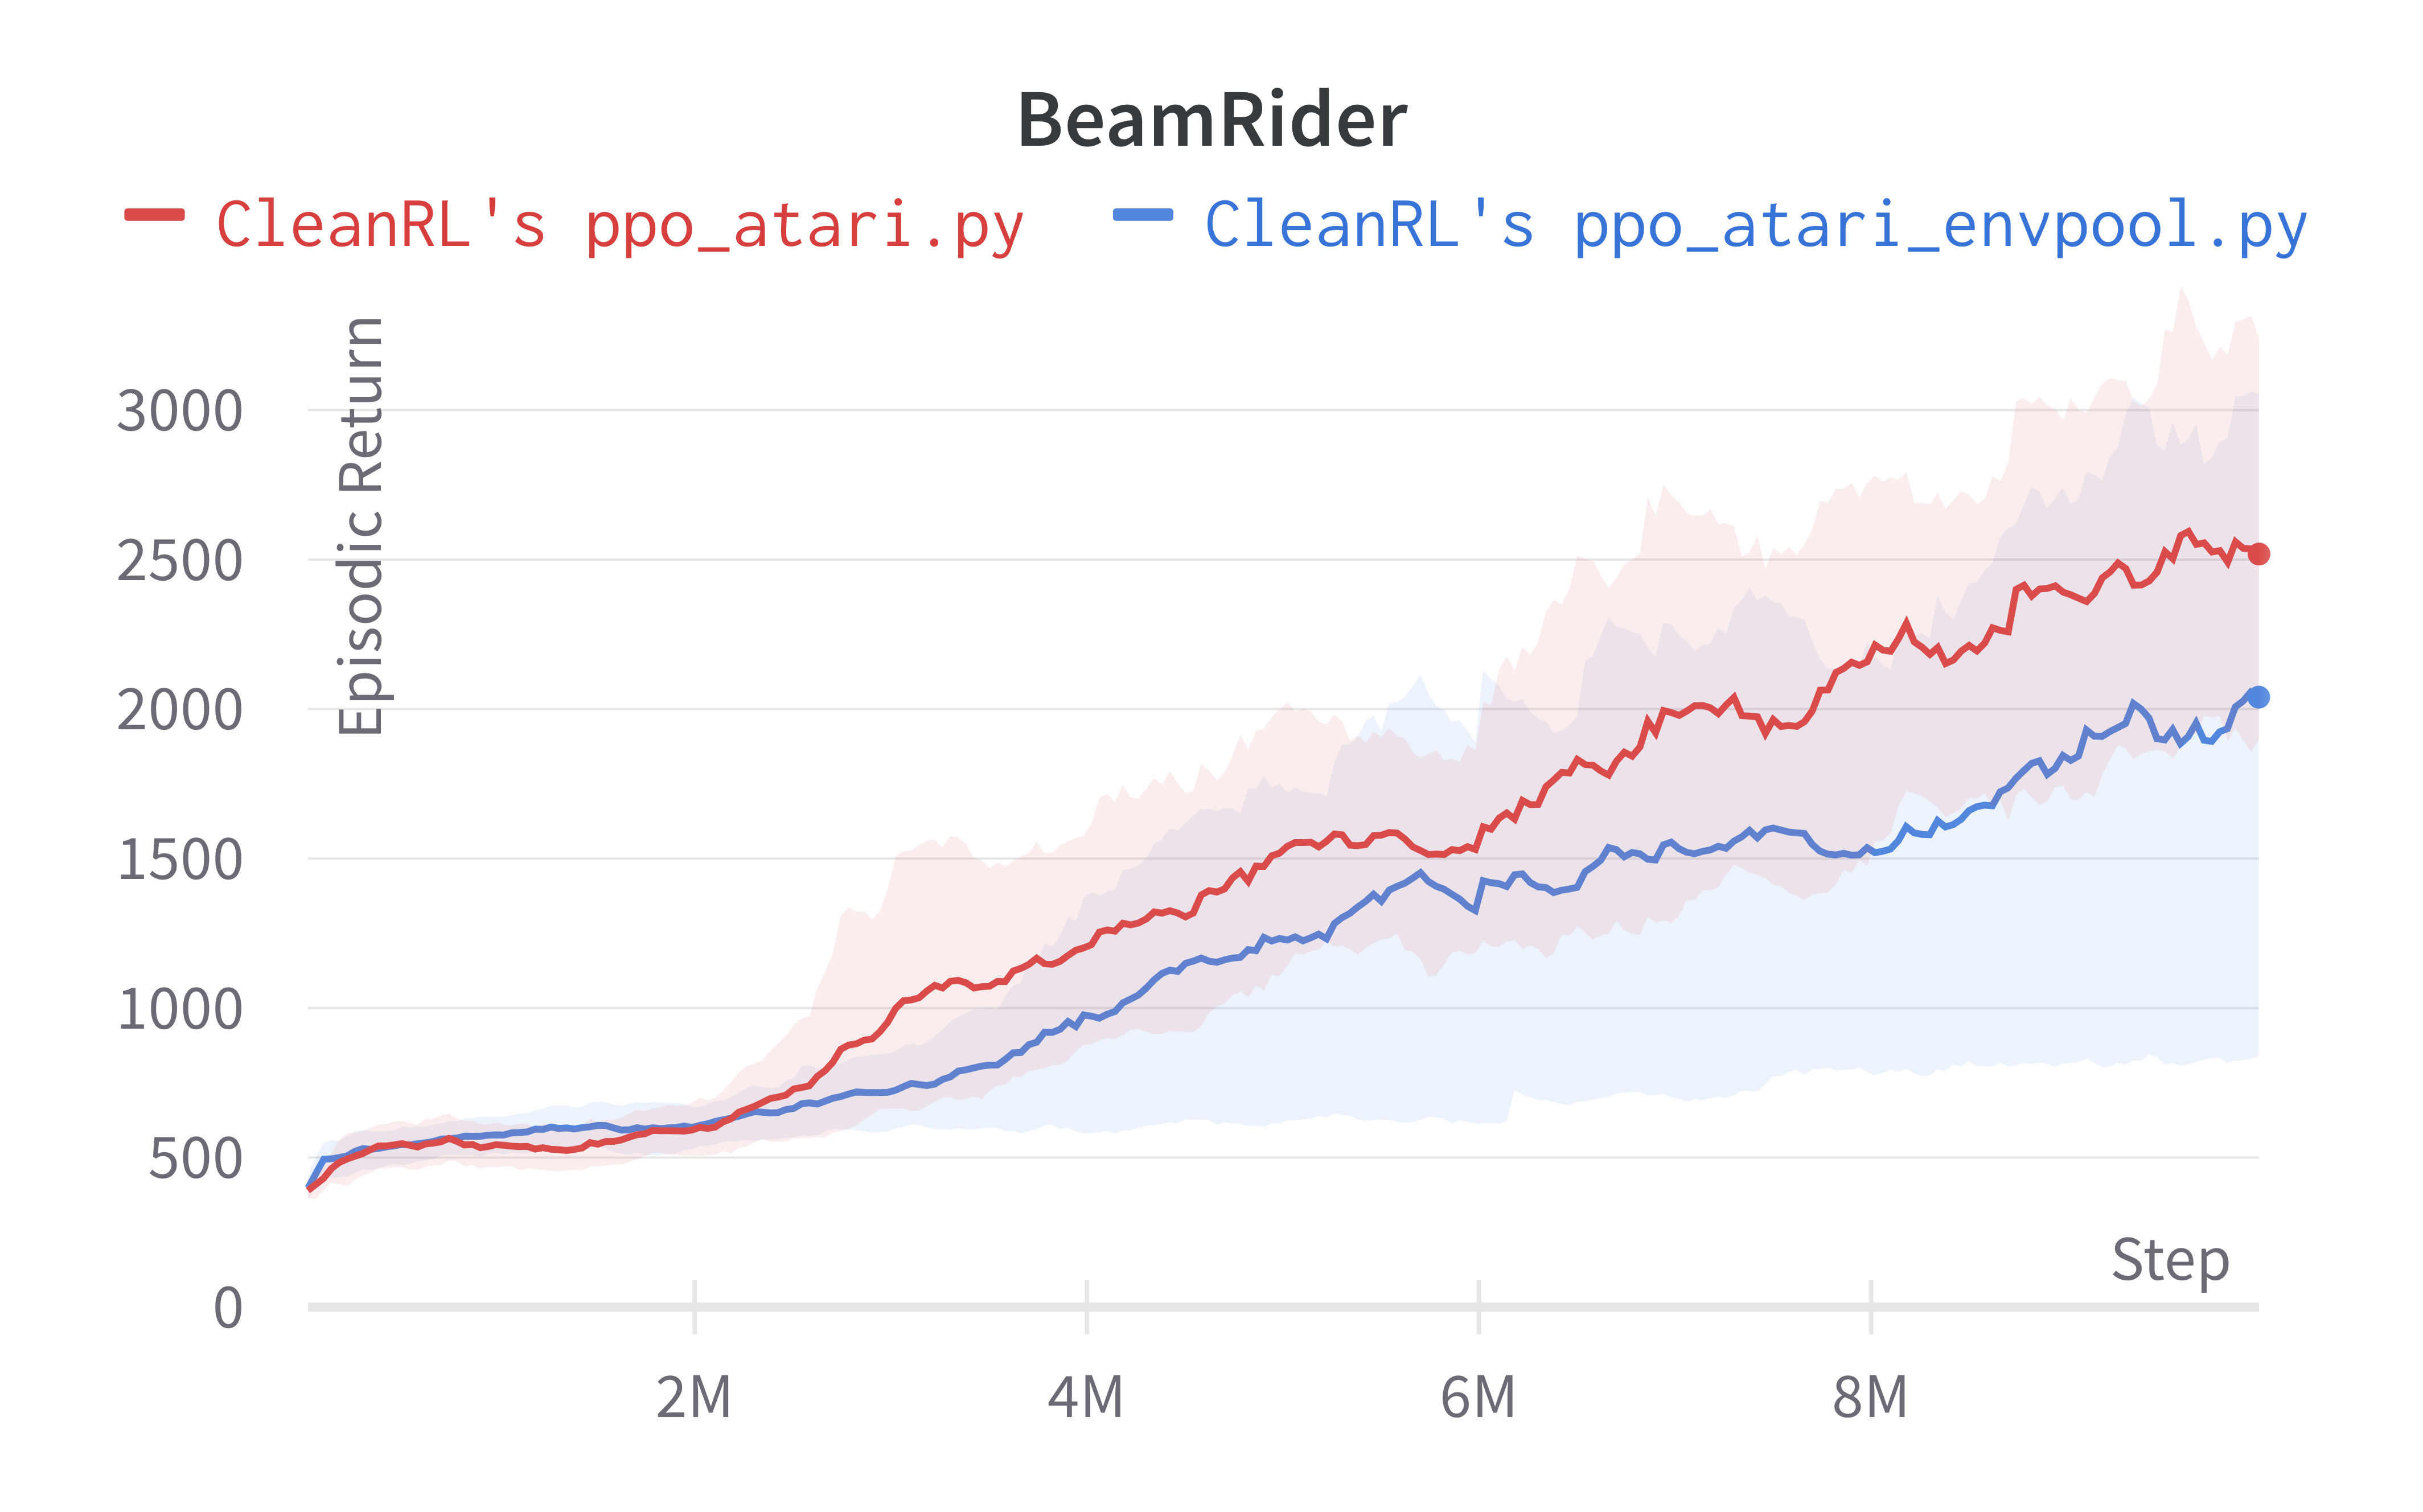 BeamRider
CleanRL's ppo_atari.py CleanRL's ppo_atari_envpool.py
Episodic Return
3000
2500
2000
1500
1000
500
0
Step
2M 4M 6M 8M